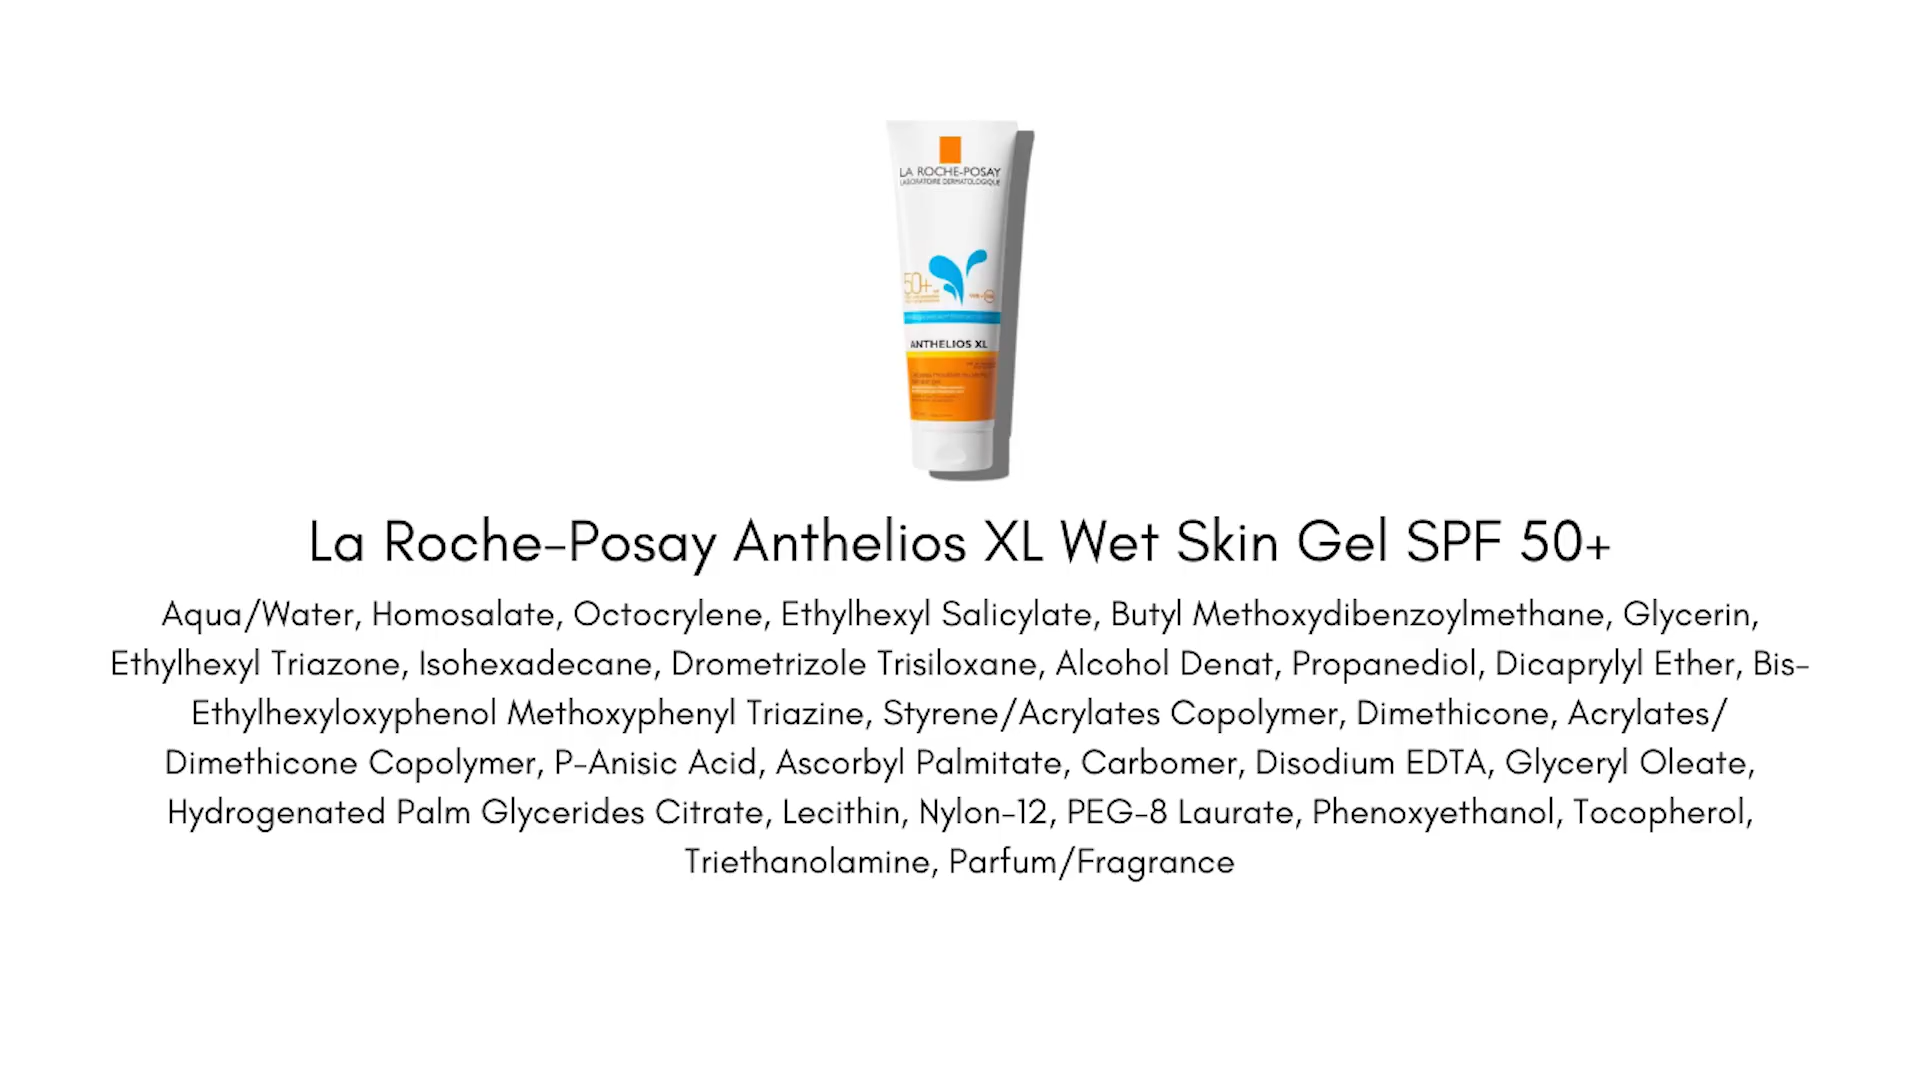 LA ROCHE-POSAY
LABORATOIRE DERMATOLOGIQUE
50+
ANTHELIOS XL
La Roche-Posay Anthelios XL Wet Skin Gel SPF 50+
Aqua/Water, Homosalate, Octocrylene, Ethylhexyl Salicylate, Butyl Methoxydibenzoylmethane, Glycerin,
Ethylhexyl Triazone, Isohexadecane, Drometrizole Trisiloxane, Alcohol Denat, Propanediol, Dicaprylyl Ether, Bis-
Ethylhexyloxyphenol Methoxyphenyl Triazine, Styrene/Acrylates Copolymer, Dimethicone, Acrylates/
Dimethicone Copolymer, P-Anisic Acid, Ascorbyl Palmitate, Carbomer, Disodium EDTA, Glyceryl Oleate,
Hydrogenated Palm Glycerides Citrate, Lecithin, Nylon-12, PEG-8 Laurate, Phenoxyethanol, Tocopherol,
Triethanolamine, Parfum/Fragrance